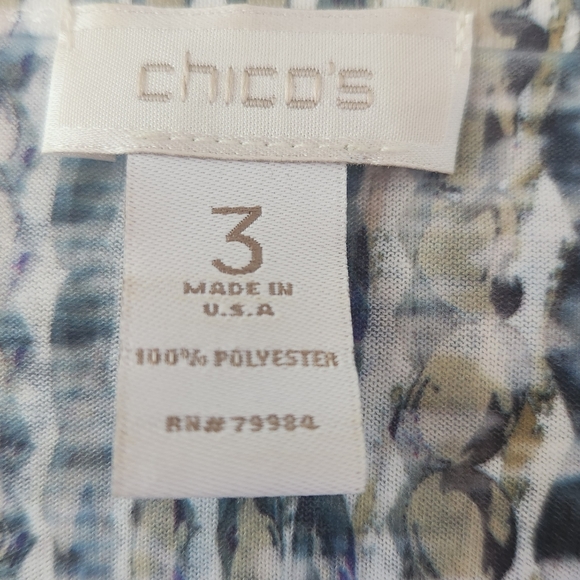 chico's
3
MADE IN
U.S.A
100% POLYESTER
RN# 79984